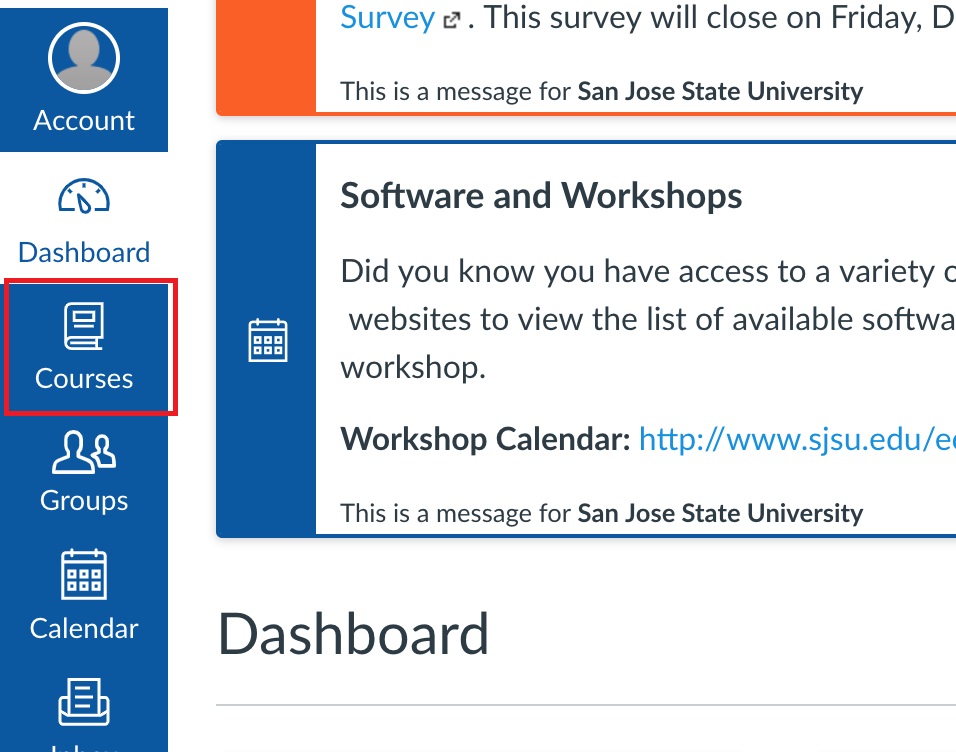 Account
Dashboard
Courses
Groups
Calendar
Survey . This survey will close on Friday,
This is a message for San Jose State University
Software and Workshops
Did you know you have access to a variety
websites to view the list of available
workshop.
Workshop Calendar: http://www.sjsu.edu/
This is a message for San Jose State University
Dashboard